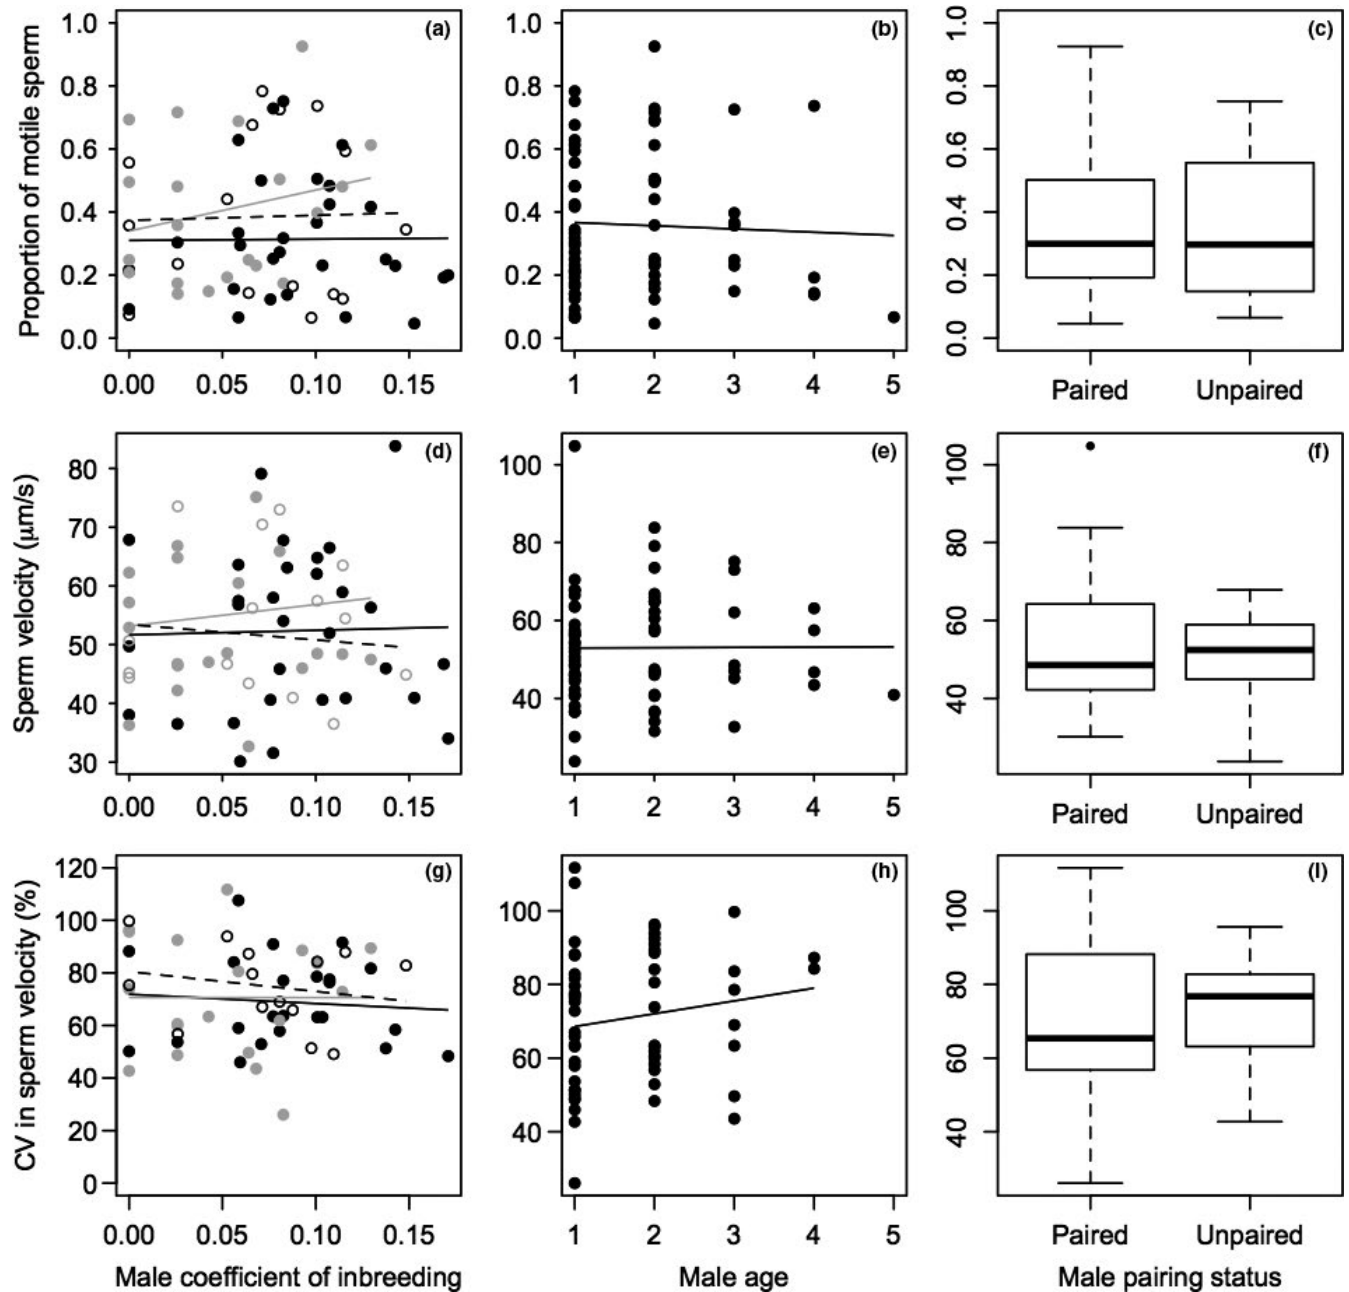 Proportion of motile sperm
1.0
0.8
0.6
0.4
0.2
0.0
(a)
0.00 0.05 0.10 0.15
1.0
0.8
0.6
0.4
0.2
0.0
(b)
1 2 3 4 5
1.0
0.8
0.6
0.4
0.2
0.0
(c)
Paired Unpaired
Sperm velocity (μm/s)
80
70
60
50
40
30
(d)
0.00 0.05 0.10 0.15
100
80
60
40
(e)
1 2 3 4 5
100
80
60
40
(f)
Paired Unpaired
CV in sperm velocity (%)
120
100
80
60
40
20
0
(g)
0.00 0.05 0.10 0.15
Male coefficient of inbreeding
100
80
60
40
(h)
1 2 3 4 5
Male age
100
80
60
40
(I)
Paired Unpaired
Male pairing status